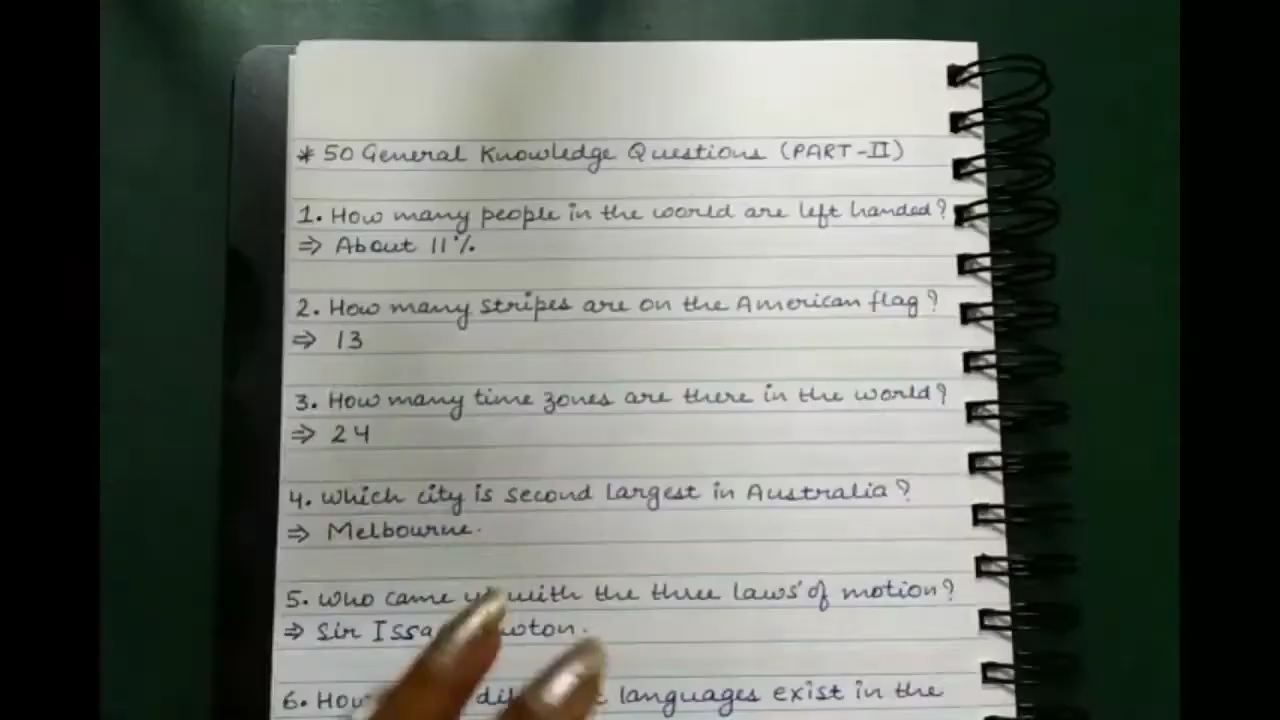 * 50 General Knowledge Questions (PART-II)
1. How many people in the world are left handed?
⇒ About 11%.
2. How many stripes are on the American flag?
⇒ 13
3. How many time zones are there in the world?
⇒ 24
4. Which city is second largest in Australia?
⇒ Melbourne.
5. Who came with the three laws of motion?
⇒ Sir
6. languages exist in the